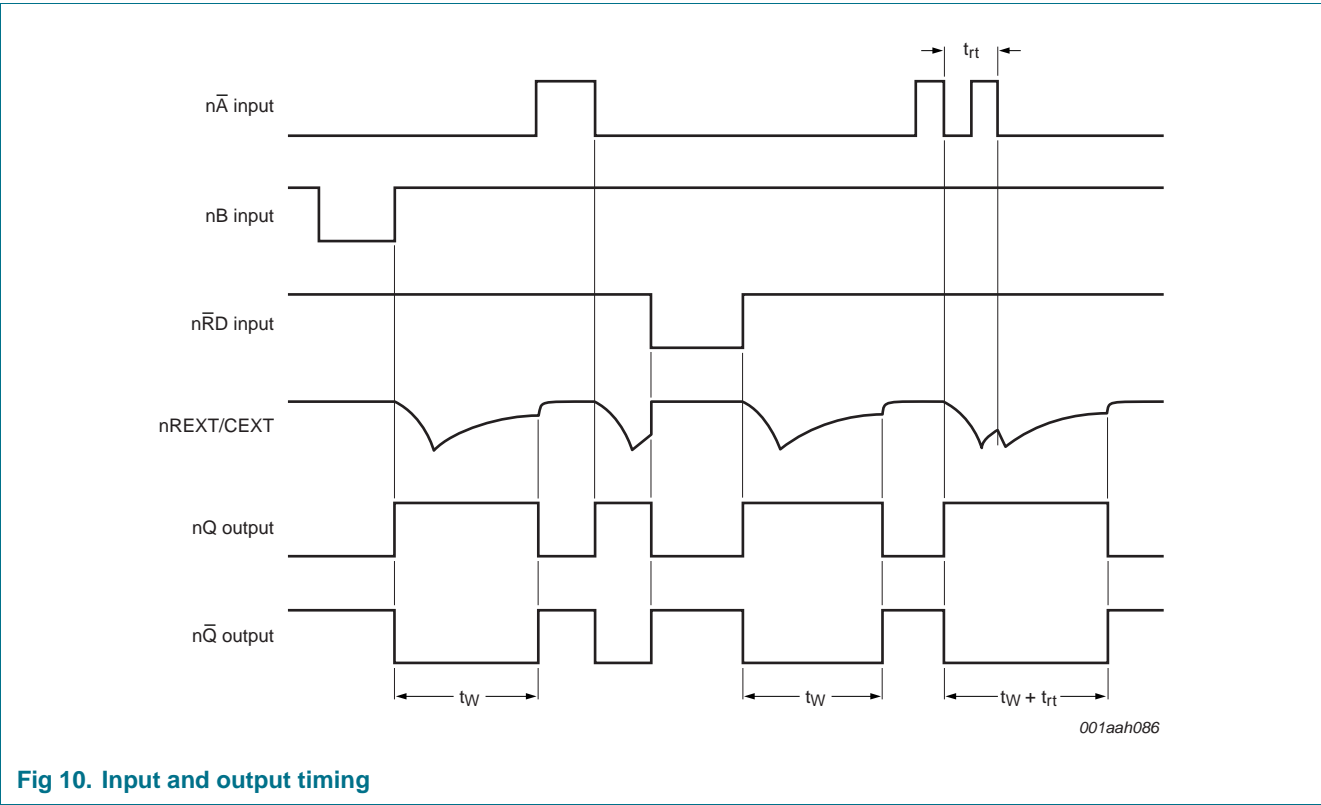 t_rt
nA̅ input
nB input
nR̅D input
nREXT/CEXT
nQ output
nQ̅ output
t_W t_W t_W + t_rt
001aah086
Fig 10. Input and output timing